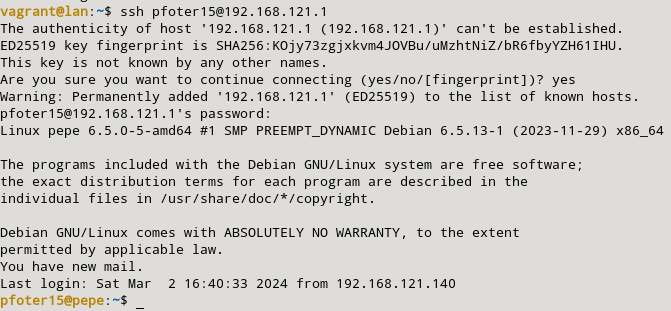 vagrant@lan:~$ ssh pfoter15@192.168.121.1
The authenticity of host '192.168.121.1 (192.168.121.1)' can't be established.
ED25519 key fingerprint is SHA256:KOjy73zgjxkvm4JOVBu/uMzhtNiZ/bR6fbyYZH61IHU.
This key is not known by any other names.
Are you sure you want to continue connecting (yes/no/[fingerprint])? yes
Warning: Permanently added '192.168.121.1' (ED25519) to the list of known hosts.
pfoter15@192.168.121.1's password:
Linux pepe 6.5.0-5-amd64 #1 SMP PREEMPT_DYNAMIC Debian 6.5.13-1 (2023-11-29) x86_64

The programs included with the Debian GNU/Linux system are free software;
the exact distribution terms for each program are described in the
individual files in /usr/share/doc/*/copyright.

Debian GNU/Linux comes with ABSOLUTELY NO WARRANTY, to the extent
permitted by applicable law.
You have new mail.
Last login: Sat Mar  2 16:40:33 2024 from 192.168.121.140
pfoter15@pepe:~$ _